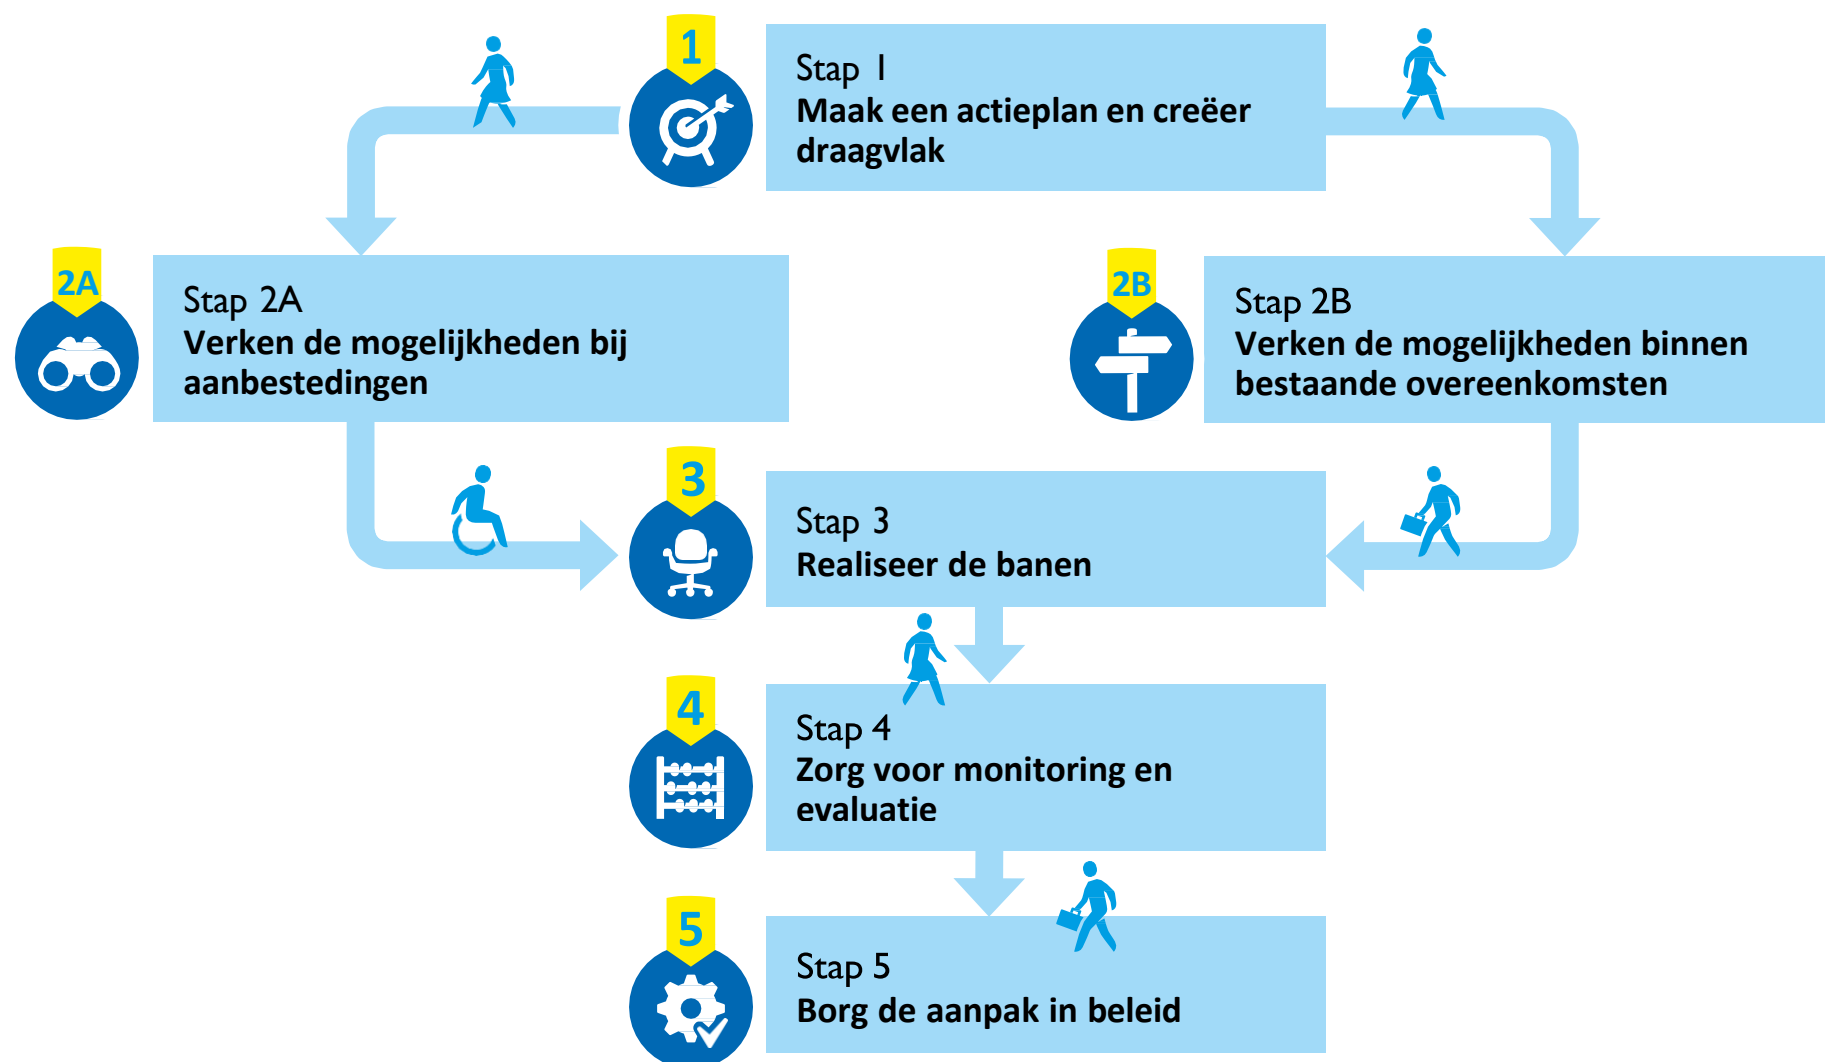 1
Stap 1
Maak een actieplan en creëer
draagvlak
2A
Stap 2A
Verken de mogelijkheden bij
aanbestedingen
2B
Stap 2B
Verken de mogelijkheden binnen
bestaande overeenkomsten
3
Stap 3
Realiseer de banen
4
Stap 4
Zorg voor monitoring en
evaluatie
5
Stap 5
Borg de aanpak in beleid